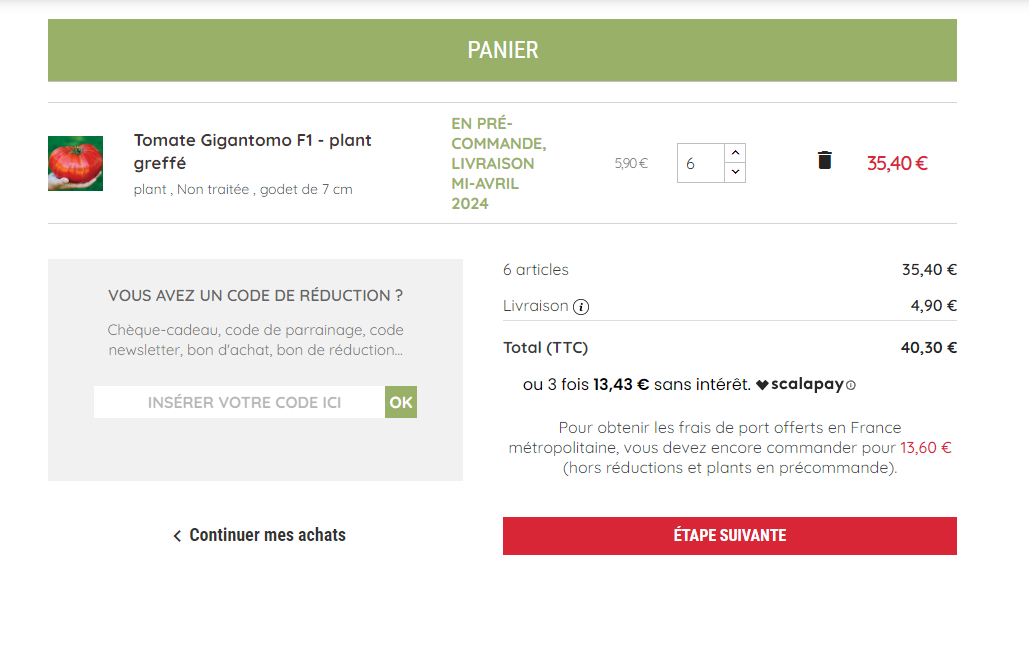 PANIER
Tomate Gigantomo F1 - plant
greffé
plant , Non traitée , godet de 7 cm
EN PRÉ-
COMMANDE,
LIVRAISON
MI-AVRIL
2024
5,90 €
6
35,40 €
VOUS AVEZ UN CODE DE RÉDUCTION ?
Chèque-cadeau, code de parrainage, code
newsletter, bon d'achat, bon de réduction...
INSÉRER VOTRE CODE ICI
OK
Continuer mes achats
6 articles 35,40 €
Livraison 4,90 €
Total (TTC) 40,30 €
ou 3 fois 13,43 € sans intérêt. scalapay
Pour obtenir les frais de port offerts en France
métropolitaine, vous devez encore commander pour 13,60 €
(hors réductions et plants en précommande).
ÉTAPE SUIVANTE